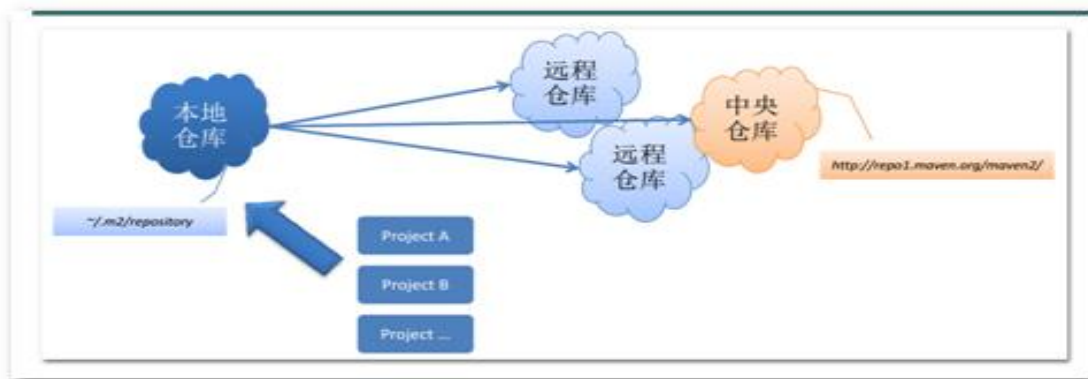 本地
仓库
远程
仓库
远程
仓库
中央
仓库
http://repo1.maven.org/maven2/
~/.m2/repository
Project A
Project B
Project ...